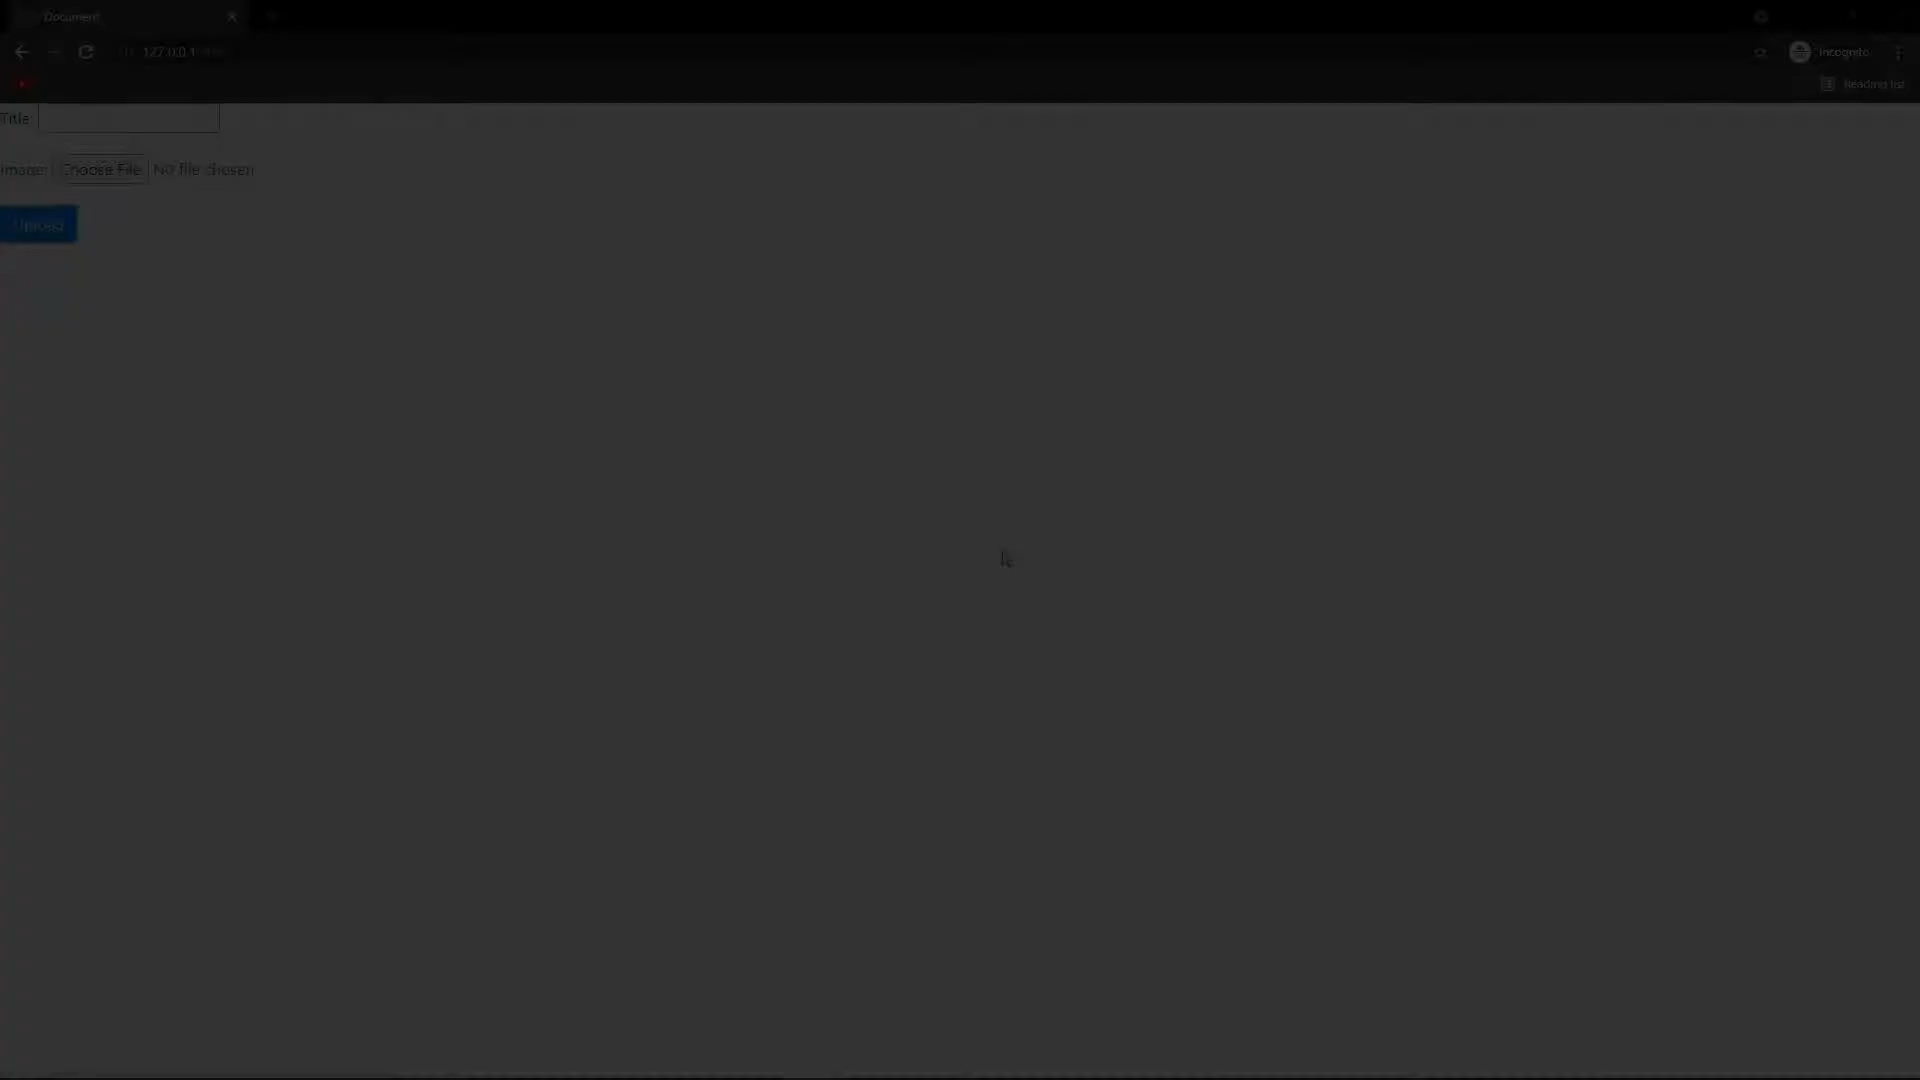 Document
127.0.0.1
Incognito
Reading list
Title:
Image: Choose File No file chosen
Upload